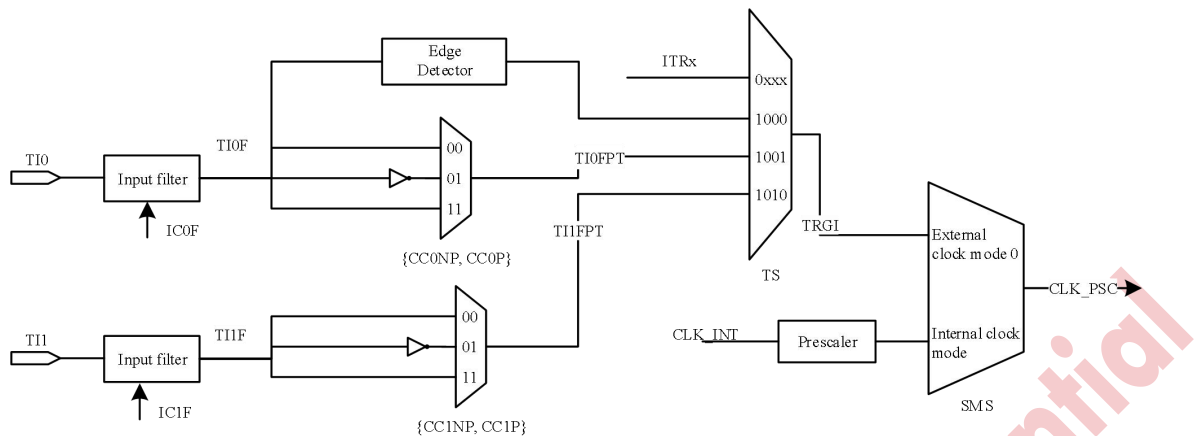 Edge
Detector
ITRx
0xxx
1000
TI0F
TI0
00
TI0FPT
1001
Input filter
01
1010
11
IC0F
TI1FPT
TRGI
External
clock mode 0
{CC0NP, CC0P}
TS
CLK_PSC
00
TI1
TI1F
CLK_INT
Prescaler
Internal clock
mode
Input filter
01
11
IC1F
SMS
{CC1NP, CC1P}
ntial